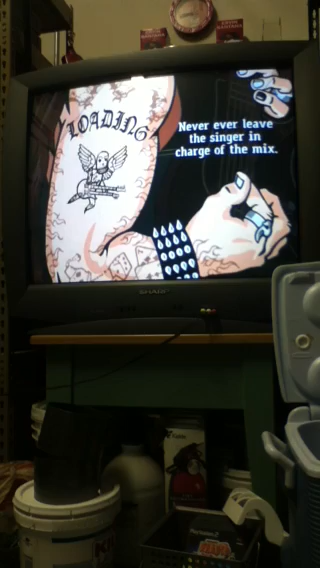 LOADING
Never ever leave
the singer in
charge of the mix.
SHARP